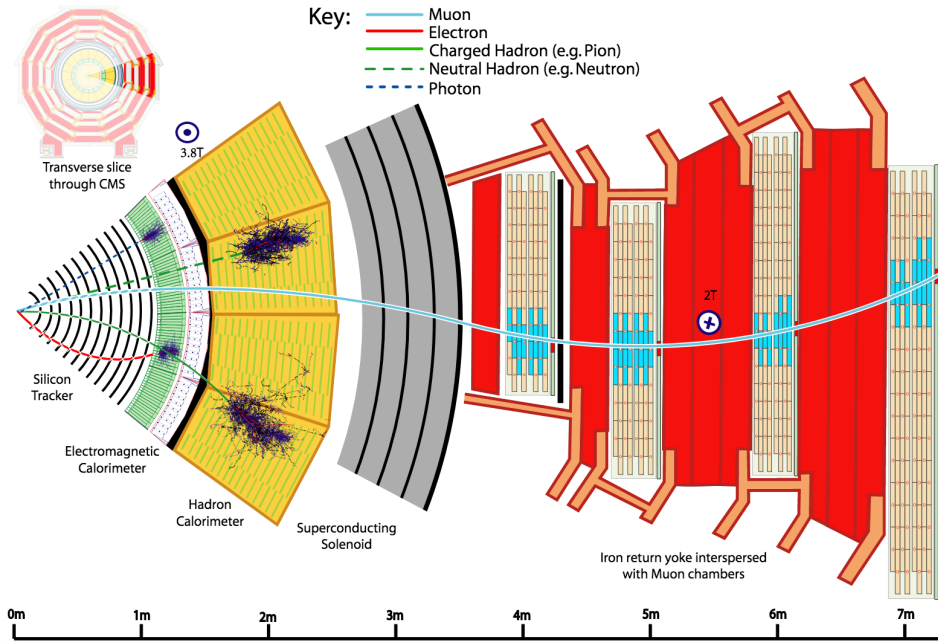 Key:
Muon
Electron
Charged Hadron (e.g. Pion)
Neutral Hadron (e.g. Neutron)
Photon
Transverse slice
through CMS
3.8T
2T
Silicon
Tracker
Electromagnetic
Calorimeter
Hadron
Calorimeter
Superconducting
Solenoid
Iron return yoke interspersed
with Muon chambers
0m
1m
2m
3m
4m
5m
6m
7m